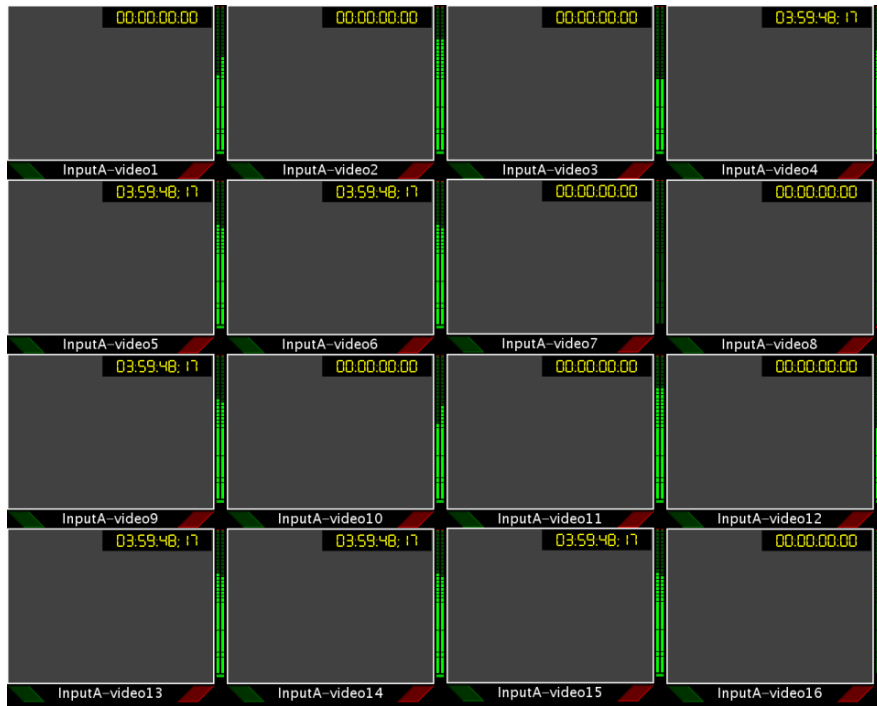 00:00:00:00 00:00:00:00 00:00:00:00 03:59:48; 17
InputA-video1 InputA-video2 InputA-video3 InputA-video4
03:59:48; 17 03:59:48; 17 00:00:00:00 00:00:00:00
InputA-video5 InputA-video6 InputA-video7 InputA-video8
03:59:48; 17 00:00:00:00 00:00:00:00 00:00:00:00
InputA-video9 InputA-video10 InputA-video11 InputA-video12
03:59:48; 17 03:59:48; 17 03:59:48; 17 00:00:00:00
InputA-video13 InputA-video14 InputA-video15 InputA-video16